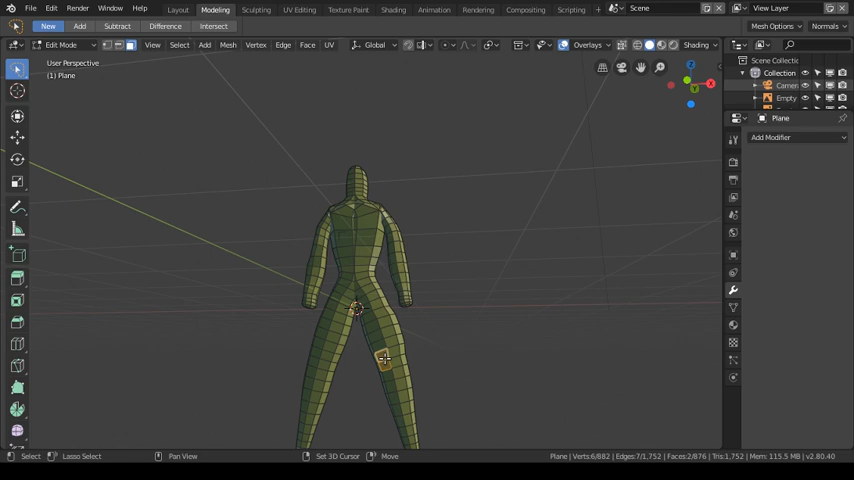 File Edit Render Window Help Layout Modeling Sculpting UV Editing Texture Paint Shading Animation Rendering Compositing Scripting Scene View Layer
New Add Subtract Difference Intersect Mesh Options Normals
Edit Mode View Select Add Mesh Vertex Edge Face UV Global Overlays Shading
User Perspective
(1) Plane
X
Y
Z
Scene Collectic
Collection
Camer
Empty
Plane
Add Modifier
Select Lasso Select Pan View Set 3D Cursor Move Plane | Verts:6/882 | Edges:7/1,752 | Faces:2/876 | Tris:1,752 | Mem: 115.5 MB | v2.80.40